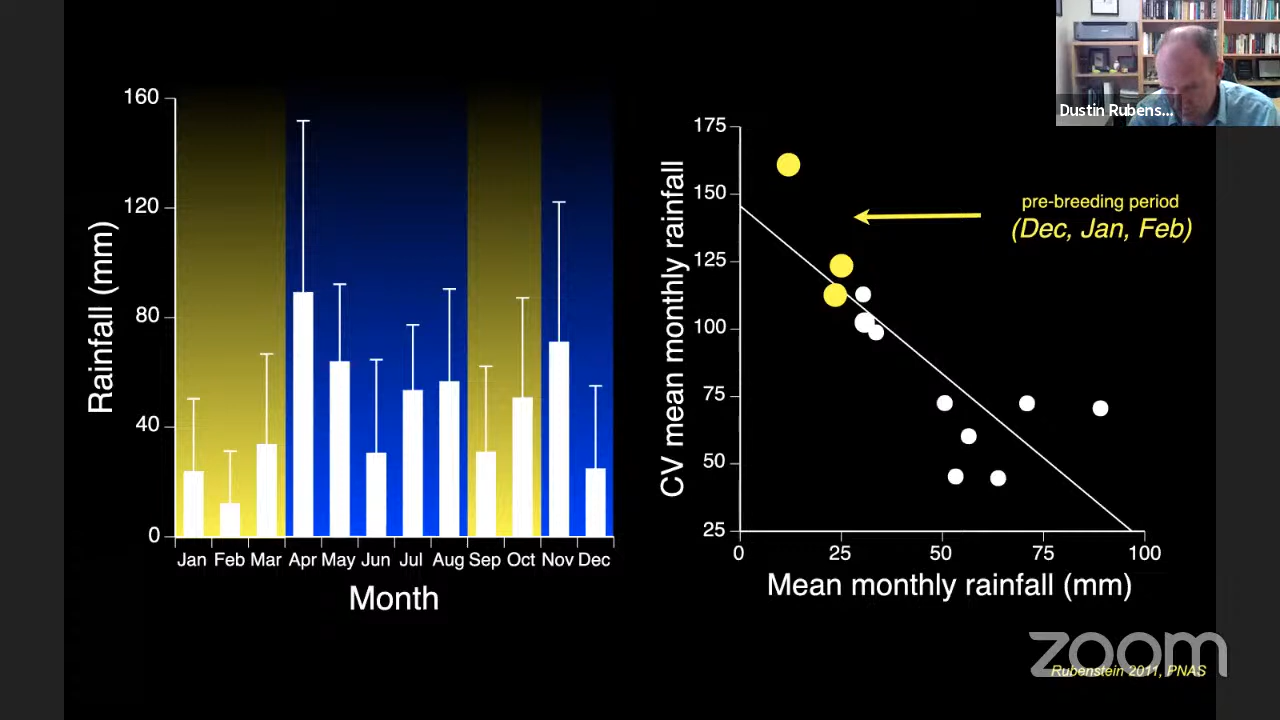 Dustin Rubens...
160
120
80
40
0
Rainfall (mm)
Jan Feb Mar Apr May Jun Jul Aug Sep Oct Nov Dec
Month
175
150
125
100
75
50
25
CV mean monthly rainfall
pre-breeding period
(Dec, Jan, Feb)
0 25 50 75 100
Mean monthly rainfall (mm)
zoom
Rubenstein 2011, PNAS